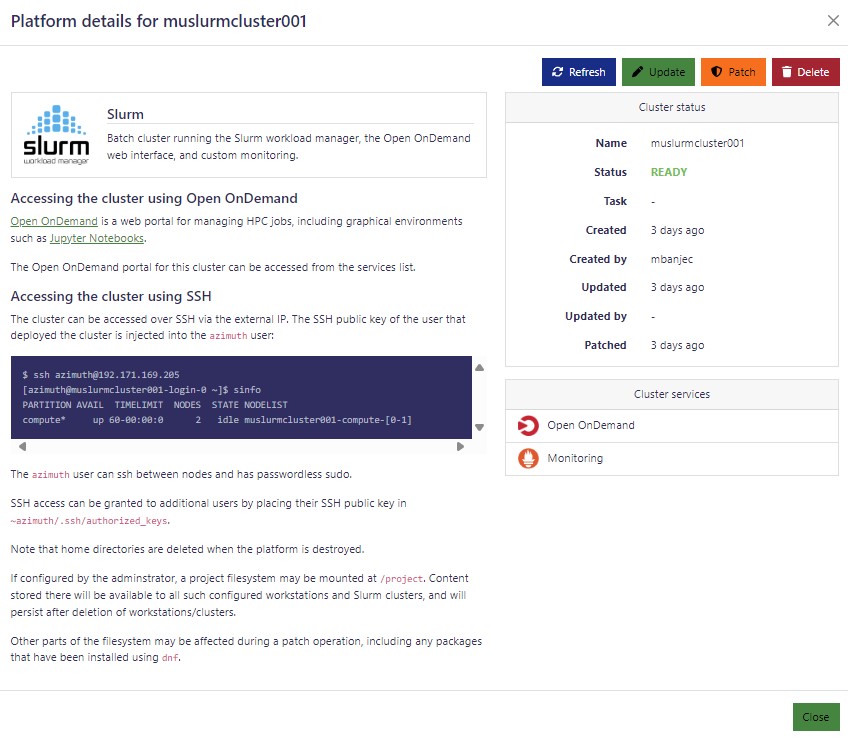 Platform details for muslurmcluster001
Refresh
Update
Patch
Delete
slurm
workload manager
Slurm
Batch cluster running the Slurm workload manager, the Open OnDemand
web interface, and custom monitoring.
Accessing the cluster using Open OnDemand
Open OnDemand is a web portal for managing HPC jobs, including graphical environments
such as Jupyter Notebooks.
The Open OnDemand portal for this cluster can be accessed from the services list.
Accessing the cluster using SSH
The cluster can be accessed over SSH via the external IP. The SSH public key of the user that
deployed the cluster is injected into the azimuth user:
$ ssh azimuth@192.171.169.205
[azimuth@muslurmcluster001-login-0 ~]$ sinfo
PARTITION AVAIL  TIMELIMIT  NODES  STATE NODELIST
compute*     up 60-00:00:0      2   idle muslurmcluster001-compute-[0-1]
The azimuth user can ssh between nodes and has passwordless sudo.
SSH access can be granted to additional users by placing their SSH public key in
~azimuth/.ssh/authorized_keys.
Note that home directories are deleted when the platform is destroyed.
If configured by the adminstrator, a project filesystem may be mounted at /project. Content
stored there will be available to all such configured workstations and Slurm clusters, and will
persist after deletion of workstations/clusters.
Other parts of the filesystem may be affected during a patch operation, including any packages
that have been installed using dnf.
Cluster status
Name muslurmcluster001
Status READY
Task -
Created 3 days ago
Created by mbanjec
Updated 3 days ago
Updated by -
Patched 3 days ago
Cluster services
Open OnDemand
Monitoring
Close